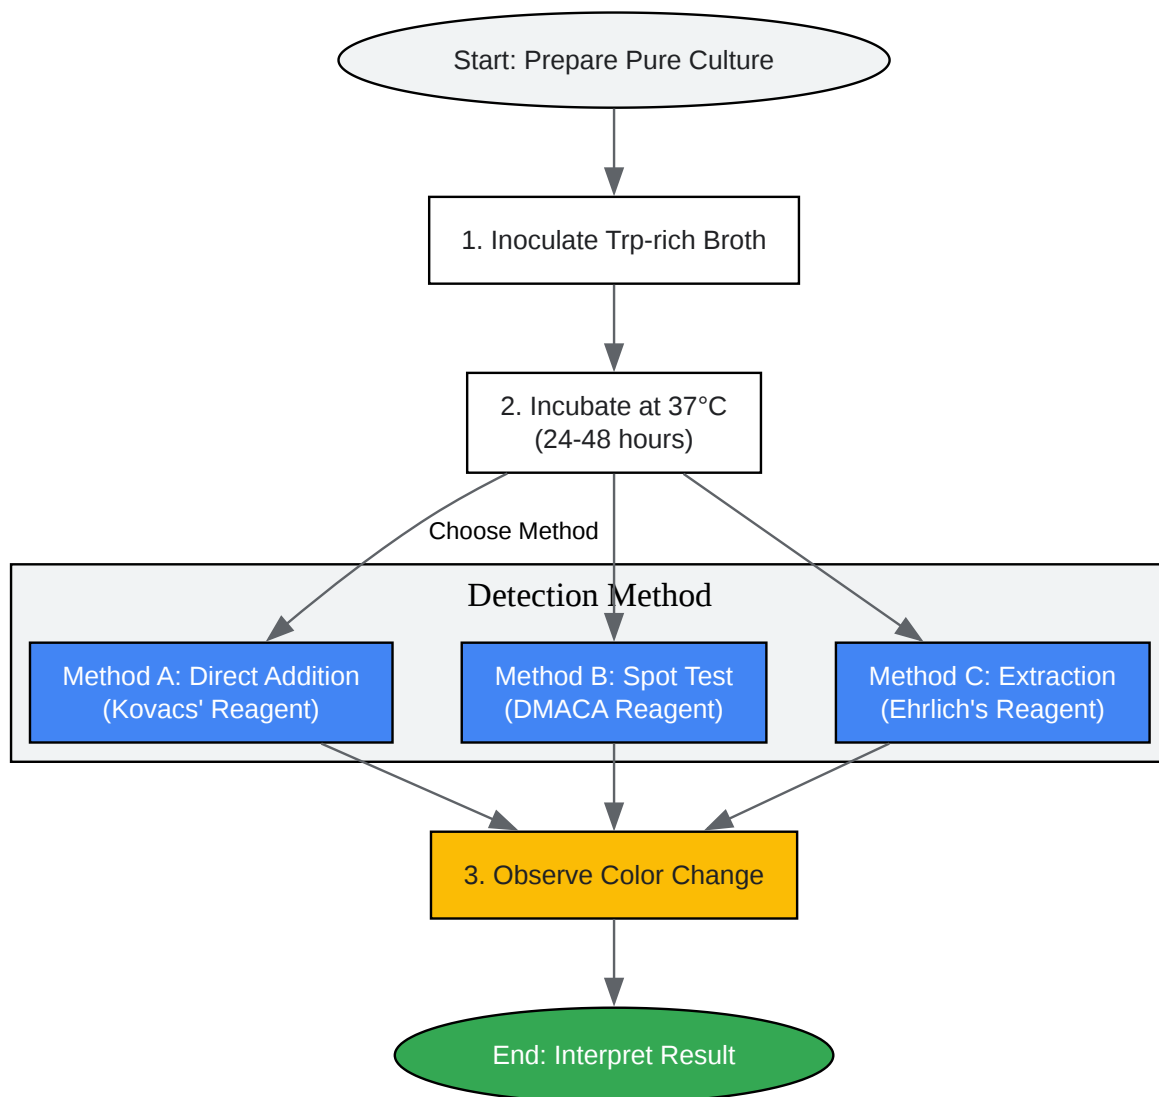 Start: Prepare Pure Culture
1. Inoculate Trp-rich Broth
2. Incubate at 37°C
(24-48 hours)
Choose Method
Detection Method
Method A: Direct Addition
(Kovacs' Reagent)
Method B: Spot Test
(DMACA Reagent)
Method C: Extraction
(Ehrlich's Reagent)
3. Observe Color Change
End: Interpret Result